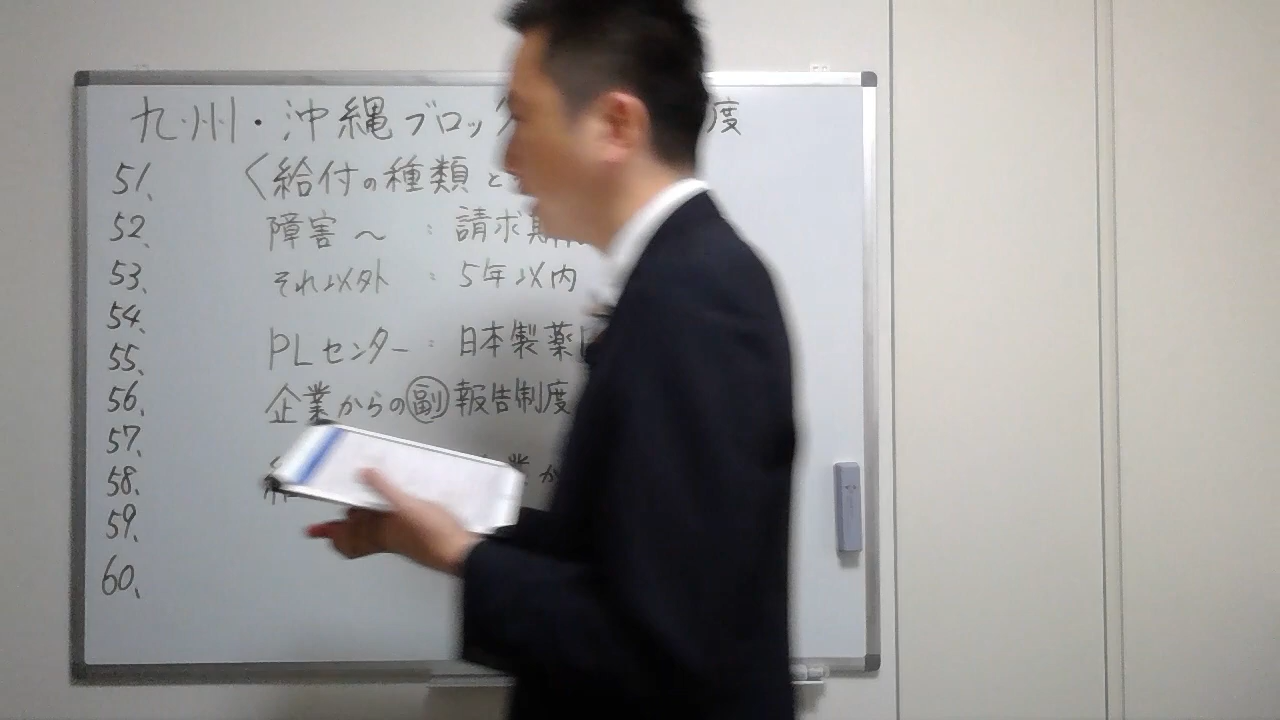 九州・沖縄ブロック 度
51、 〈給付の種類と
52、 障害～ : 請求期
53、 それ以外 : 5年以内
54、
55、 PLセンター : 日本製薬
56、 企業からの副報告制度
57、
58、 業か
59、
60、